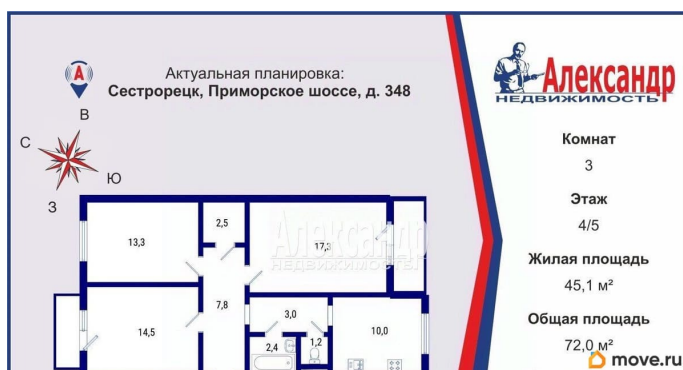 А
Актуальная планировка:
Сестрорецк, Приморское шоссе, д. 348
В
С
Ю
З
13,3
2,5
17,3
Александр
НЕДВИЖИМОСТЬ
7,8
14,5
3,0
10,0
2,4
1,2
Александр
НЕДВИЖИМОСТЬ
Комнат
3
Этаж
4/5
Жилая площадь
45,1 м²
Общая площадь
72,0 м²
move.ru